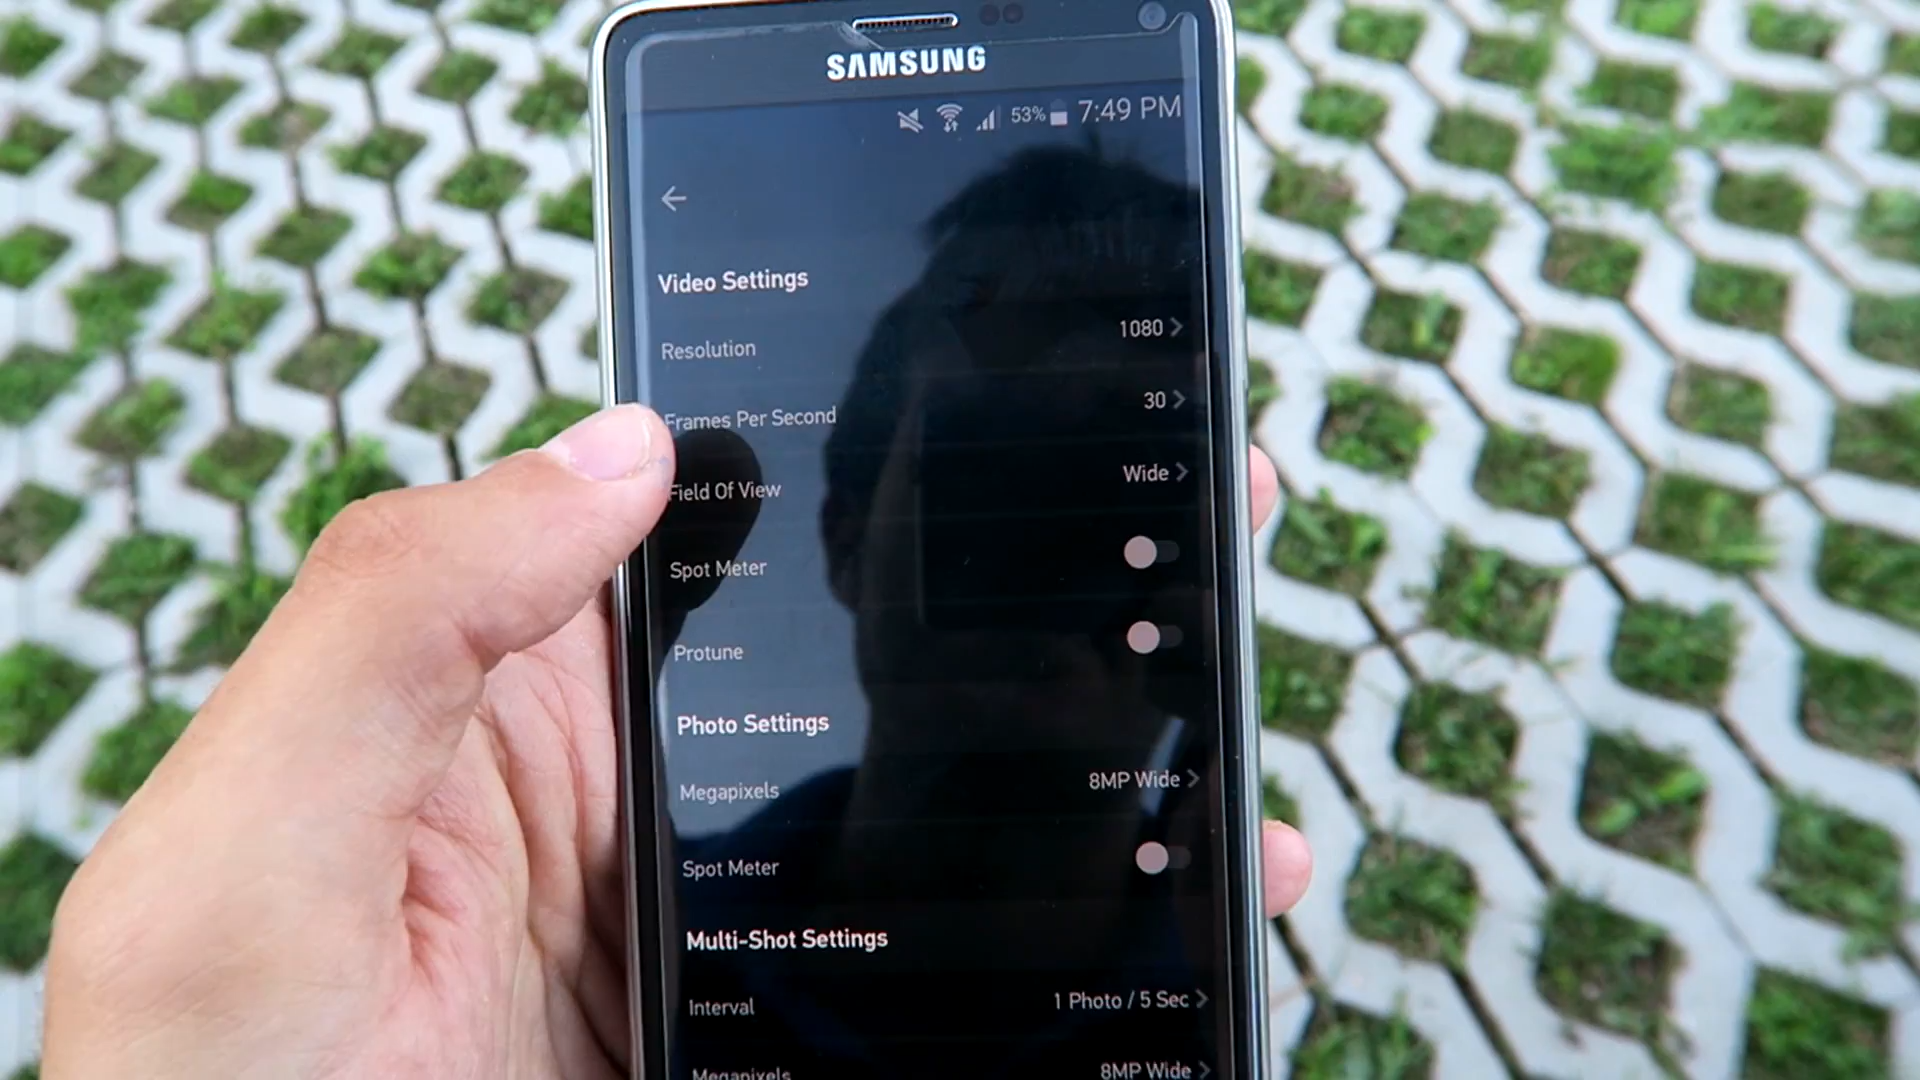 SAMSUNG
53% 7:49 PM
Video Settings
Resolution 1080
Frames Per Second 30
Field Of View Wide
Spot Meter
Protune
Photo Settings
Megapixels 8MP Wide
Spot Meter
Multi-Shot Settings
Interval 1 Photo / 5 Sec
Megapixels 8MP Wide